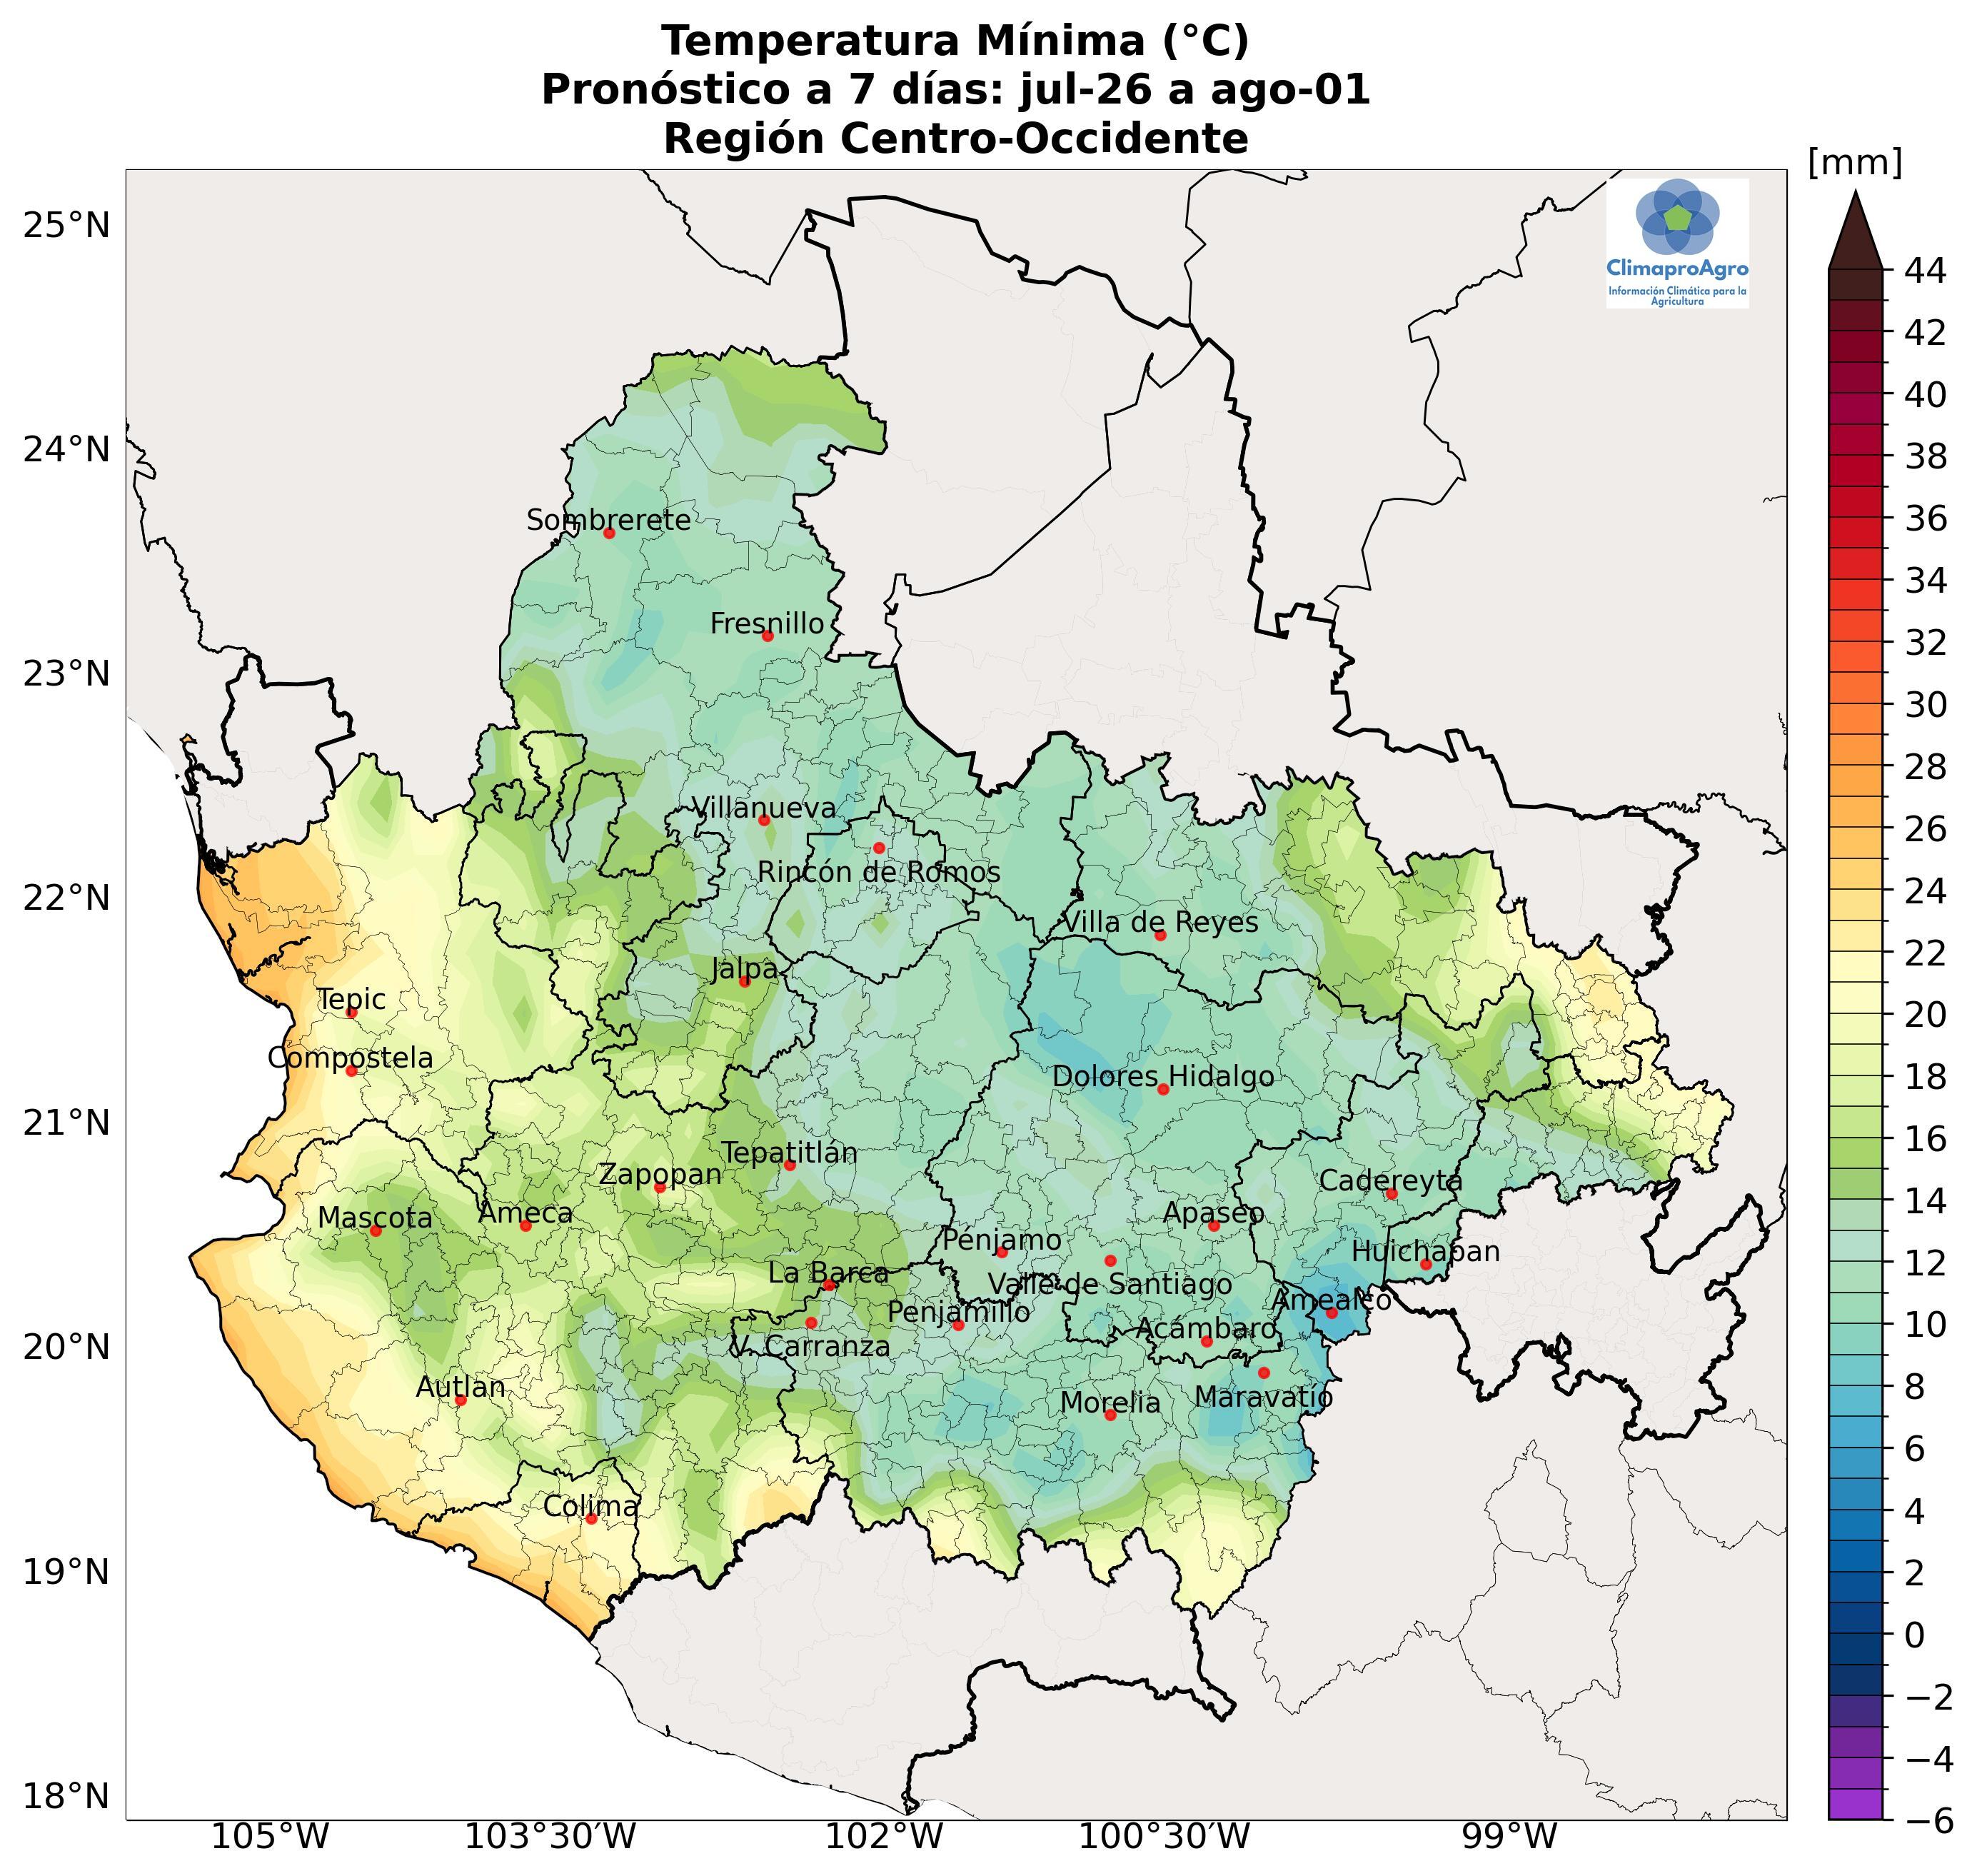 Temperatura Mínima (°C)
Pronóstico a 7 días: jul-26 a ago-01
Región Centro-Occidente
[mm]
25°N
24°N
23°N
22°N
21°N
20°N
19°N
18°N
ClimaproAgro
Información Climática para la
Agricultura
Sombrerete
Fresnillo
Villanueva
Rincón de Romos
Villa de Reyes
Jalpa
Tepic
Compostela
Dolores Hidalgo
Tepatitlán
Zapopan
Cadereyta
Mascota
Ameca
Apaseo
Pénjamo
Huichapan
La Barca
Valle de Santiago
Amealco
Penjamillo
Acámbaro
V. Carranza
Autlan
Maravatío
Morelia
Colima
44
42
40
38
36
34
32
30
28
26
24
22
20
18
16
14
12
10
8
6
4
2
0
−2
−4
−6
105°W
103°30′W
102°W
100°30′W
99°W